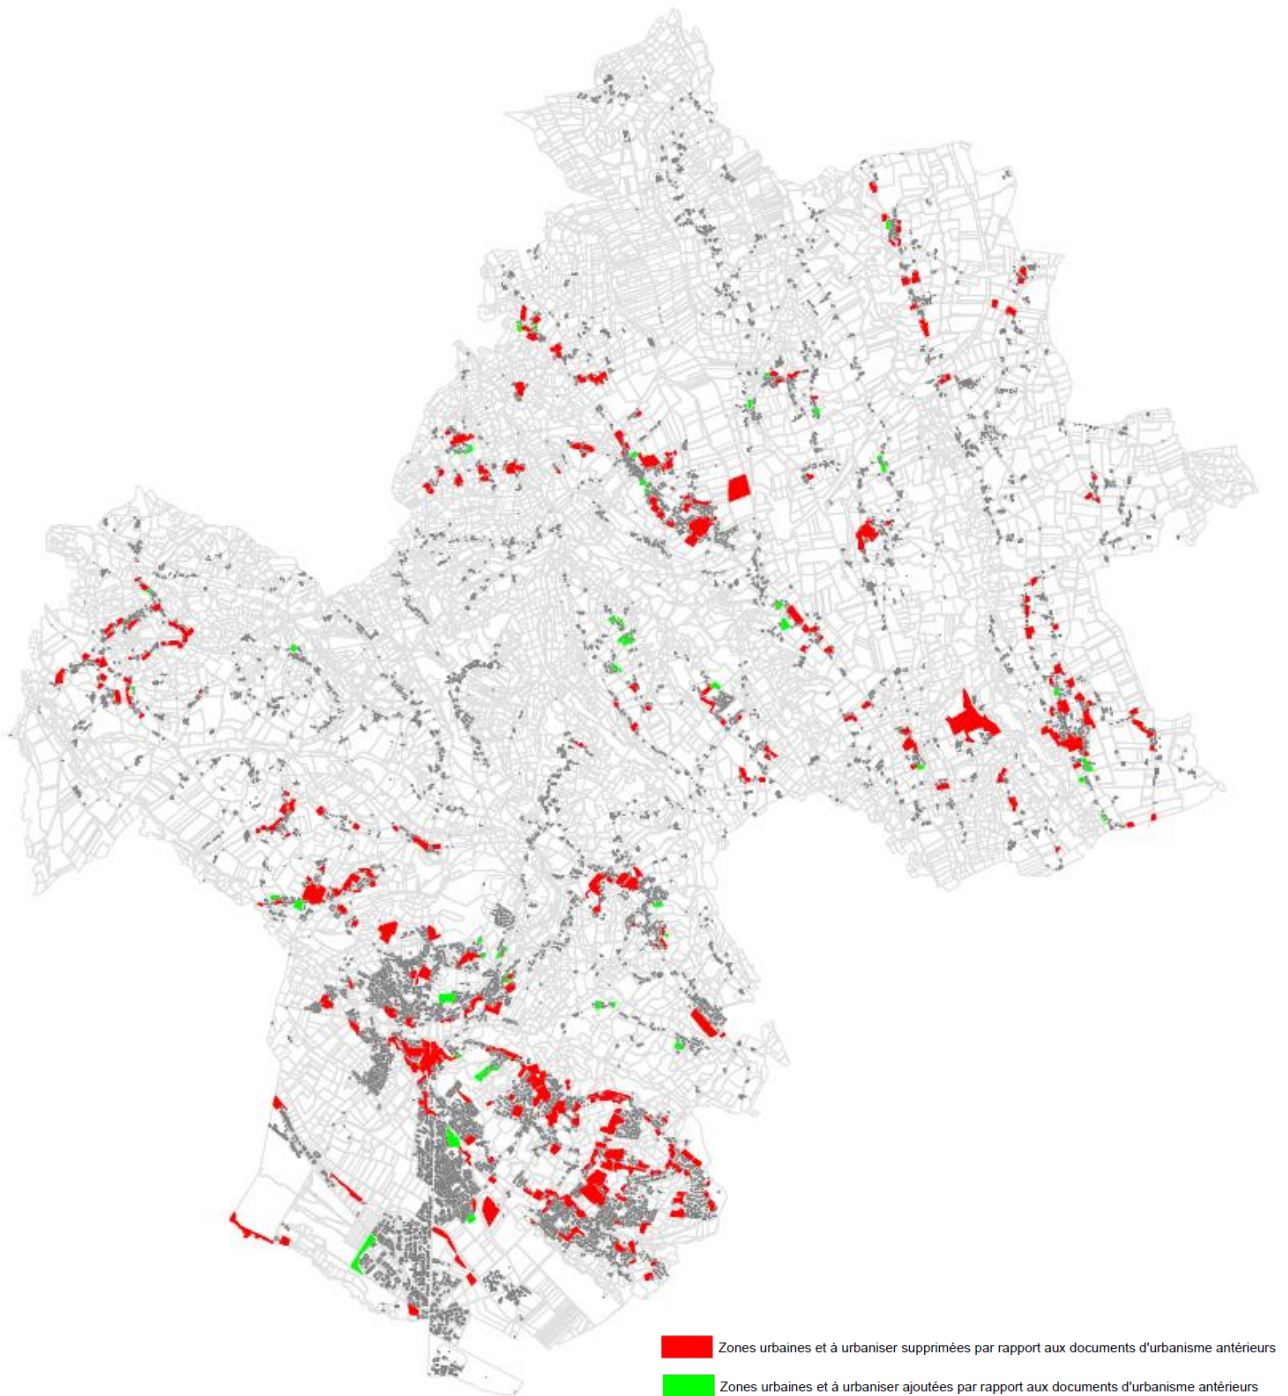 Zones urbaines et à urbaniser supprimées par rapport aux documents d'urbanisme antérieurs
Zones urbaines et à urbaniser ajoutées par rapport aux documents d'urbanisme antérieurs